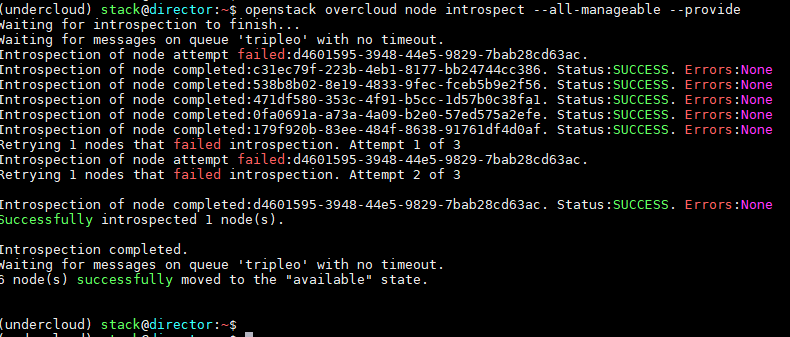 (undercloud) stack@director:~$ openstack overcloud node introspect --all-manageable --provide
Waiting for introspection to finish...
Waiting for messages on queue 'tripleo' with no timeout.
Introspection of node attempt failed:d4601595-3948-44e5-9829-7bab28cd63ac.
Introspection of node completed:c31ec79f-223b-4eb1-8177-bb24744cc386. Status:SUCCESS. Errors:None
Introspection of node completed:538b8b02-8e19-4833-9fec-fceb5b9e2f56. Status:SUCCESS. Errors:None
Introspection of node completed:471df580-353c-4f91-b5cc-1d57b0c38fa1. Status:SUCCESS. Errors:None
Introspection of node completed:0fa0691a-a73a-4a09-b2e0-57ed575a2efe. Status:SUCCESS. Errors:None
Introspection of node completed:179f920b-83ee-484f-8638-91761df4d0af. Status:SUCCESS. Errors:None
Retrying 1 nodes that failed introspection. Attempt 1 of 3
Introspection of node attempt failed:d4601595-3948-44e5-9829-7bab28cd63ac.
Retrying 1 nodes that failed introspection. Attempt 2 of 3
Introspection of node completed:d4601595-3948-44e5-9829-7bab28cd63ac. Status:SUCCESS. Errors:None
Successfully introspected 1 node(s).
Introspection completed.
Waiting for messages on queue 'tripleo' with no timeout.
6 node(s) successfully moved to the "available" state.
(undercloud) stack@director:~$